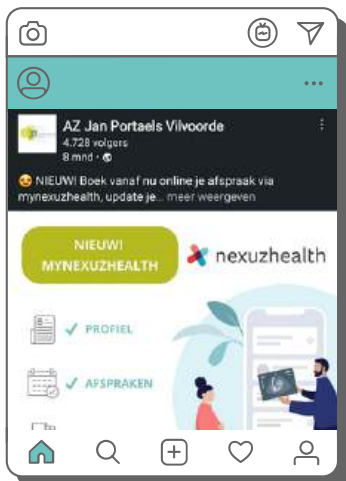 AZ Jan Portaels Vilvoorde
4.728 volgers
8 mnd •
NIEUW! Boek vanaf nu online je afspraak via
mynexuzhealth, update je... meer weergeven
NIEUW!
MYNEXUZHEALTH
nexuzhealth
PROFIEL
AFSPRAKEN